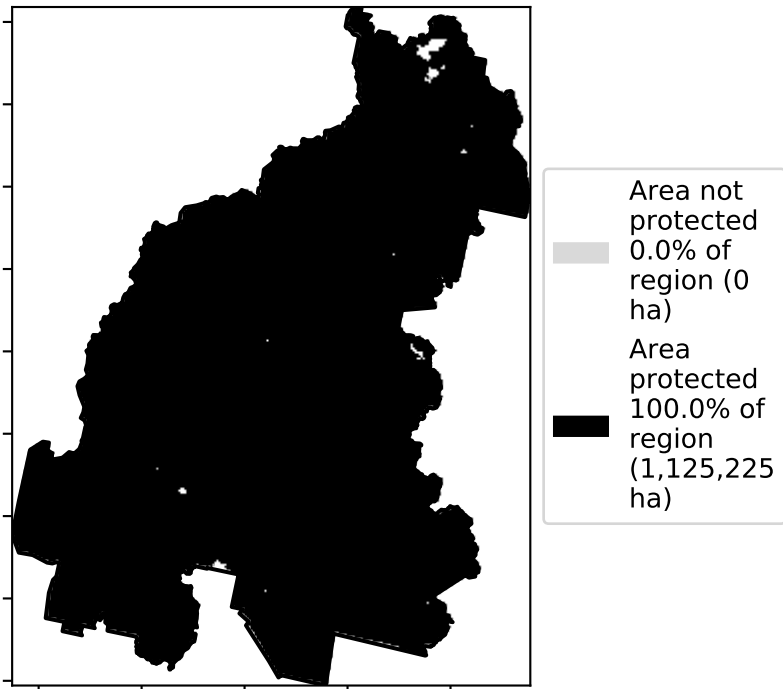 Area not
protected
0.0% of
region (0
ha)
Area
protected
100.0% of
region
(1,125,225
ha)